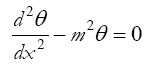 d²θ/dx² − m²θ = 0